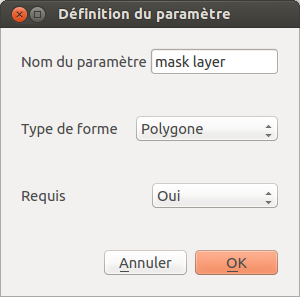 Définition du paramètre
Nom du paramètre mask layer
Type de forme Polygone
Requis Oui
Annuler OK